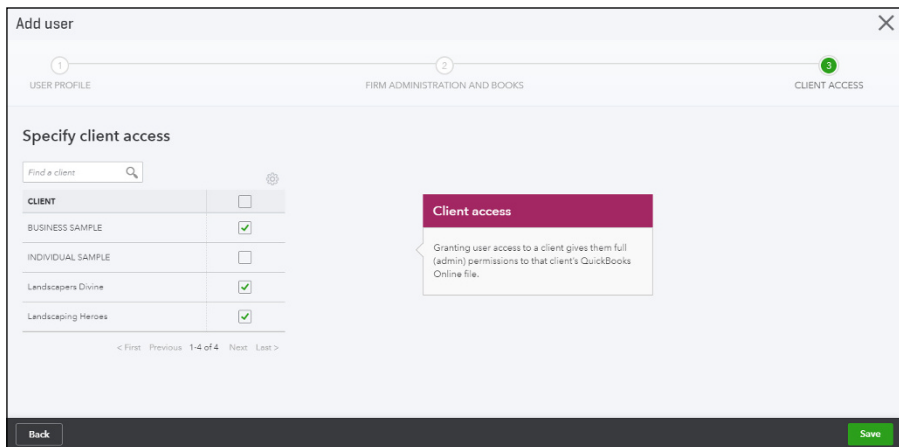 Add user
1
2
3
USER PROFILE
FIRM ADMINISTRATION AND BOOKS
CLIENT ACCESS
Specify client access
Find a client
CLIENT
BUSINESS SAMPLE
INDIVIDUAL SAMPLE
Landscapers Divine
Landscaping Heroes
< First Previous 1-4 of 4 Next Last >
Client access
Granting user access to a client gives them full
(admin) permissions to that client's QuickBooks
Online file.
Back
Save